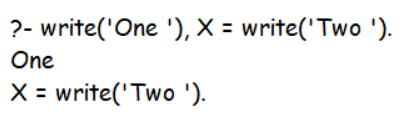 ?- write('One '), X = write('Two ').
One
X = write('Two ').